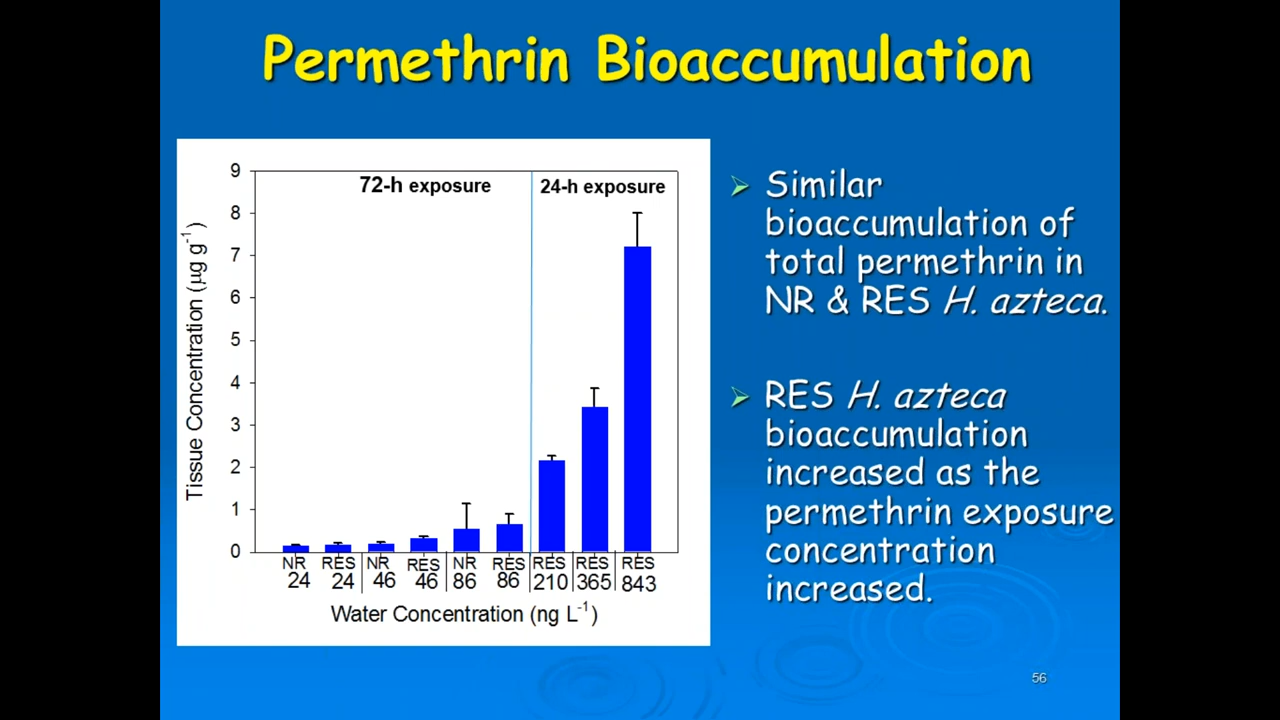 Permethrin Bioaccumulation
9
8
7
6
5
4
3
2
1
0
Tissue Concentration (µg g⁻¹)
72-h exposure
24-h exposure
NR RES NR RES NR RES RES RES RES
24 24 46 46 86 86 210 365 843
Water Concentration (ng L⁻¹)
Similar
bioaccumulation of
total permethrin in
NR & RES H. azteca.
RES H. azteca
bioaccumulation
increased as the
permethrin exposure
concentration
increased.
56